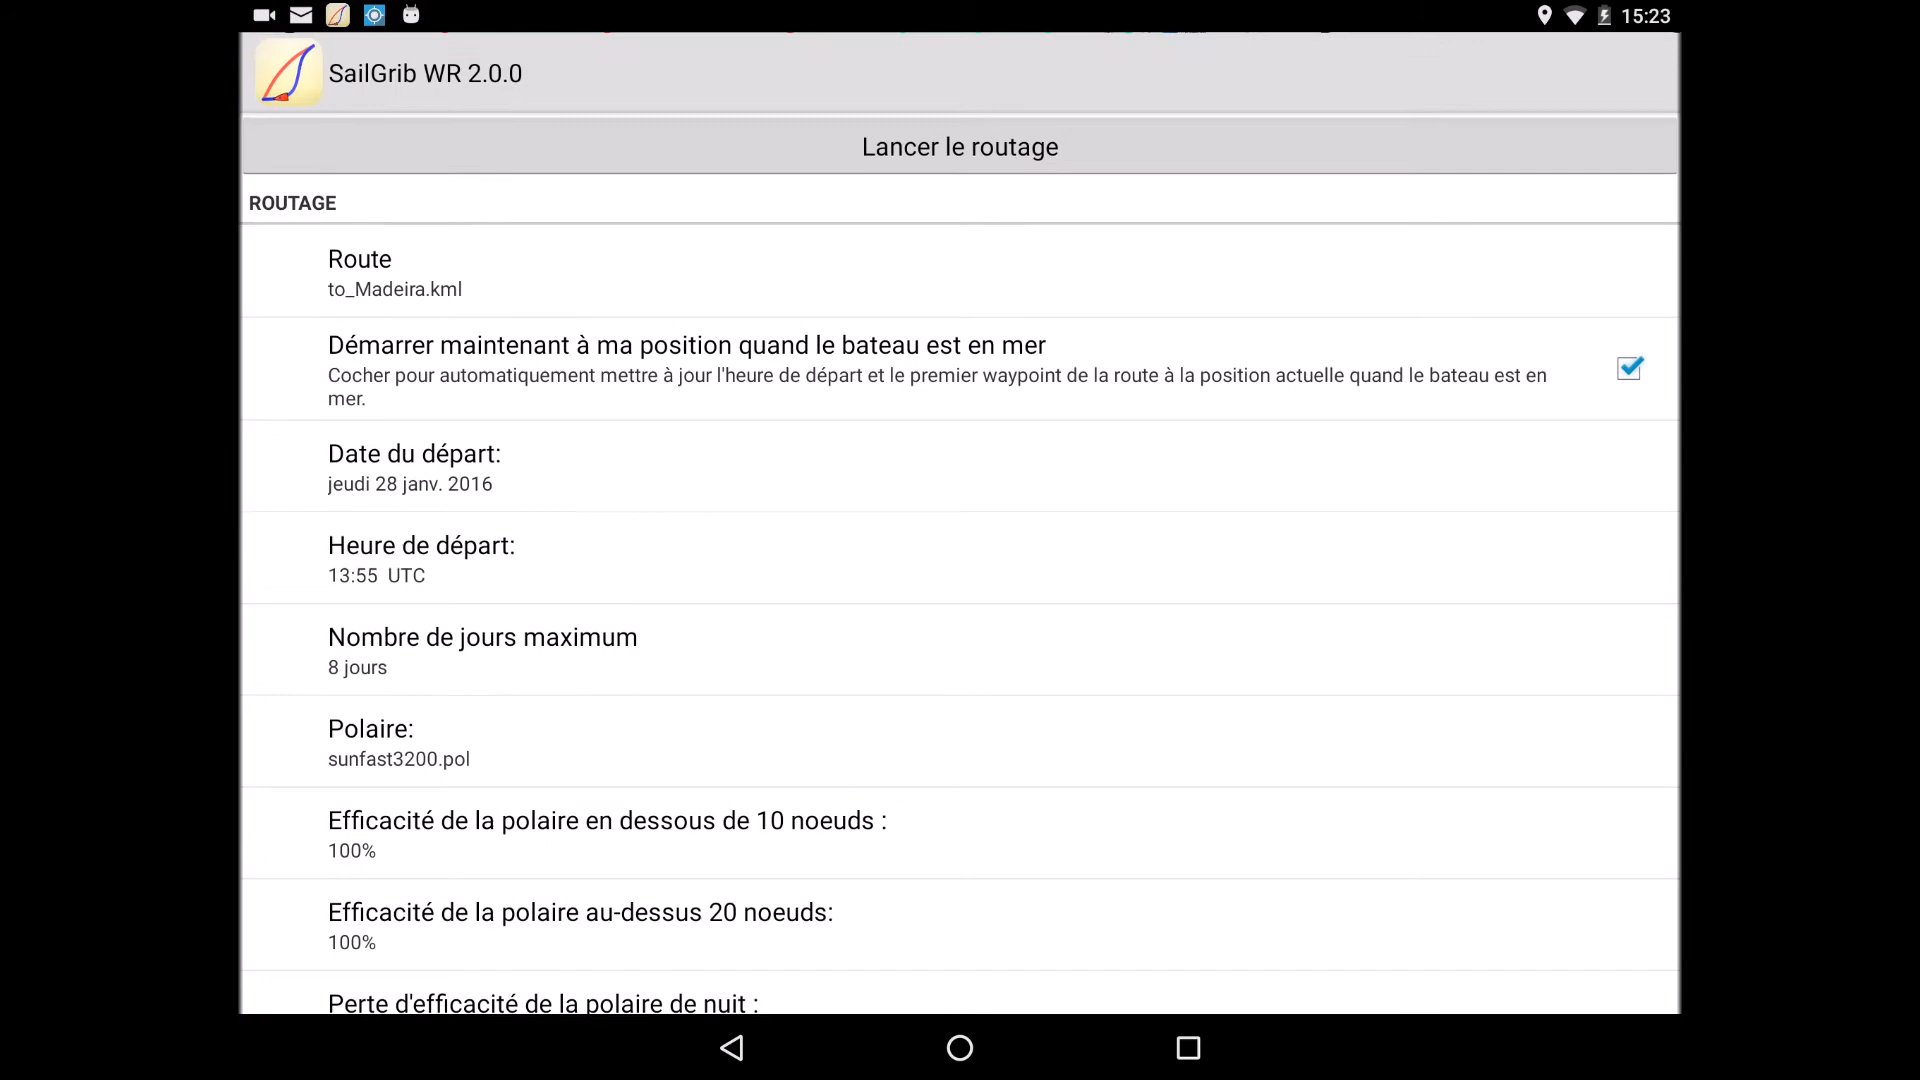 15:23
SailGrib WR 2.0.0
Lancer le routage
ROUTAGE
Route
to_Madeira.kml
Démarrer maintenant à ma position quand le bateau est en mer
Cocher pour automatiquement mettre à jour l'heure de départ et le premier waypoint de la route à la position actuelle quand le bateau est en
mer.
Date du départ:
jeudi 28 janv. 2016
Heure de départ:
13:55  UTC
Nombre de jours maximum
8 jours
Polaire:
sunfast3200.pol
Efficacité de la polaire en dessous de 10 noeuds :
100%
Efficacité de la polaire au-dessus 20 noeuds:
100%
Perte d'efficacité de la polaire de nuit :